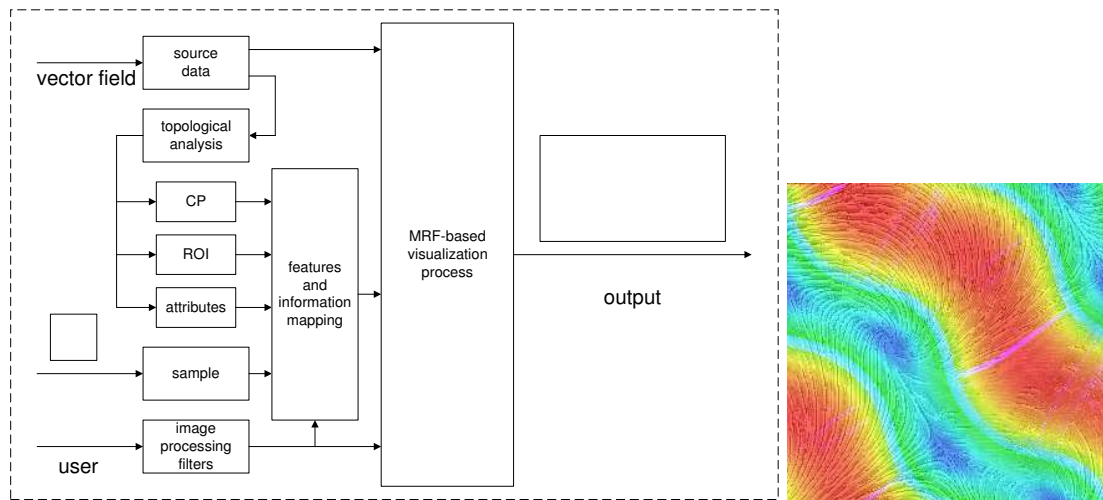 source
data
vector field
topological
analysis
CP
ROI
attributes
features
and
information
mapping
MRF-based
visualization
process
output
sample
image
processing
filters
user